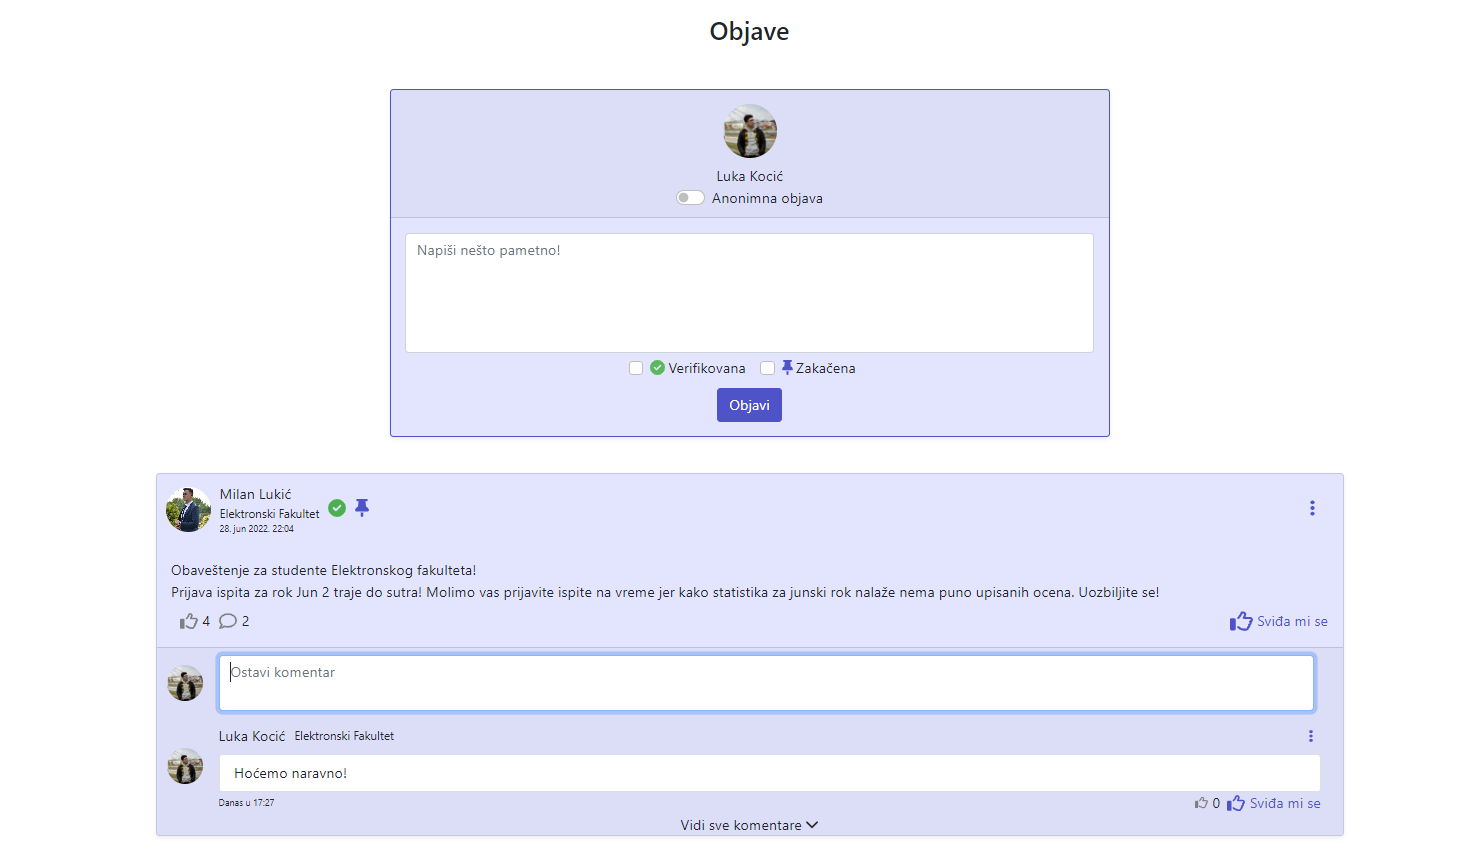 Objave
Luka Kocić
Anonimna objava
Napiši nešto pametno!
Verifikovana Zakačena
Objavi
Milan Lukić
Elektronski Fakultet
28. jun 2022. 22:04
Obaveštenje za studente Elektronskog fakulteta!
Prijava ispita za rok Jun 2 traje do sutra! Molimo vas prijavite ispite na vreme jer kako statistika za junski rok nalaže nema puno upisanih ocena. Uozbiljite se!
4 2 Sviđa mi se
Ostavi komentar
Luka Kocić Elektronski Fakultet
Hoćemo naravno!
Danas u 17:27 0 Sviđa mi se
Vidi sve komentare